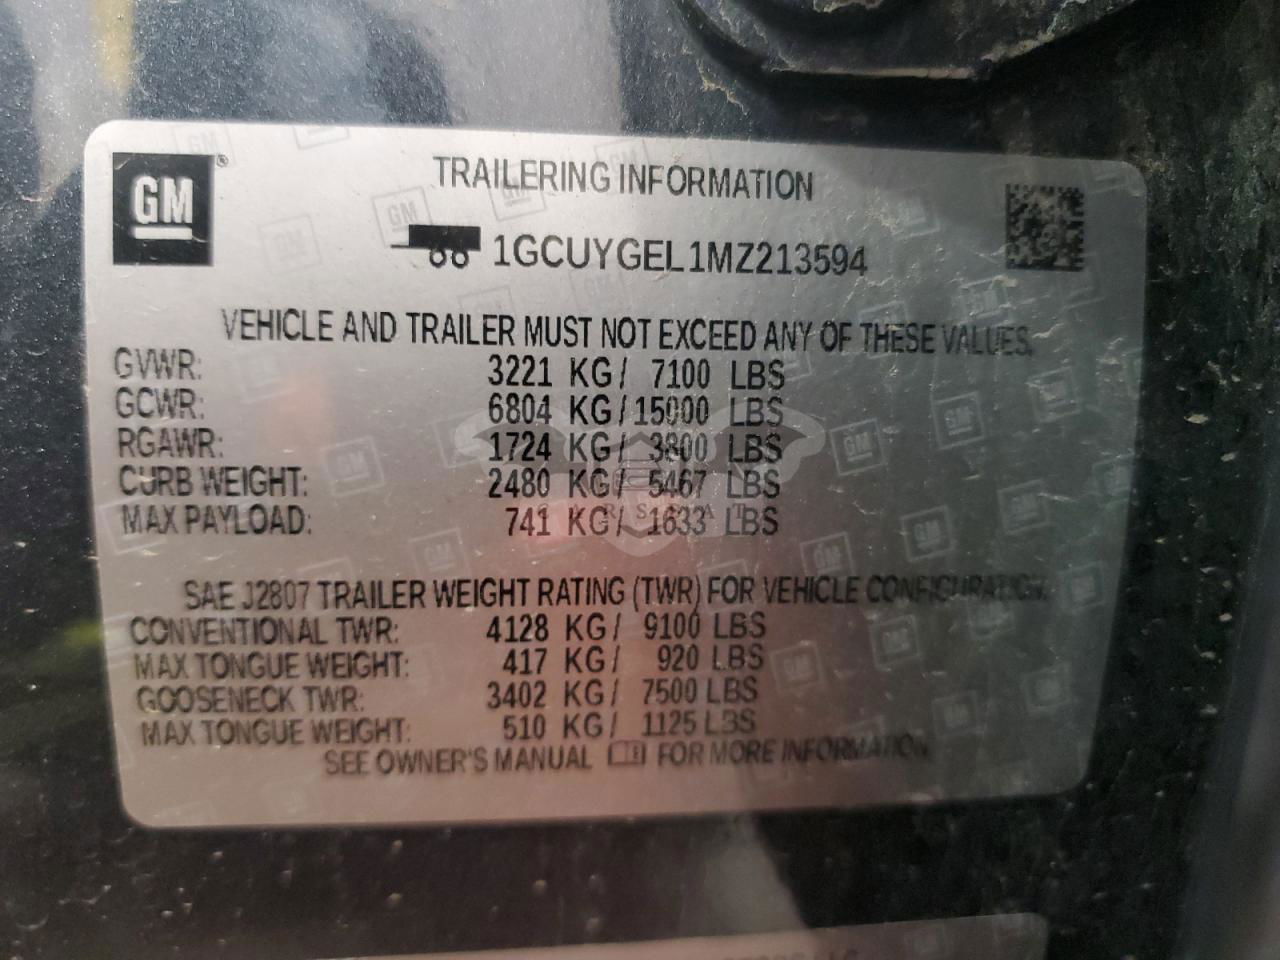 GM®
TRAILERING INFORMATION
1GCUYGEL1MZ213594
VEHICLE AND TRAILER MUST NOT EXCEED ANY OF THESE VALUES.
GVWR: 3221 KG/ 7100 LBS
GCWR: 6804 KG/15000 LBS
RGAWR: 1724 KG/ 3800 LBS
CURB WEIGHT: 2480 KG/ 5467 LBS
MAX PAYLOAD: 741 KG/ 1633 LBS
SAE J2807 TRAILER WEIGHT RATING (TWR) FOR VEHICLE CONFIGURATION.
CONVENTIONAL TWR: 4128 KG/ 9100 LBS
MAX TONGUE WEIGHT: 417 KG/ 920 LBS
GOOSENECK TWR: 3402 KG/ 7500 LBS
MAX TONGUE WEIGHT: 510 KG/ 1125 LBS
SEE OWNER'S MANUAL FOR MORE INFORMATION